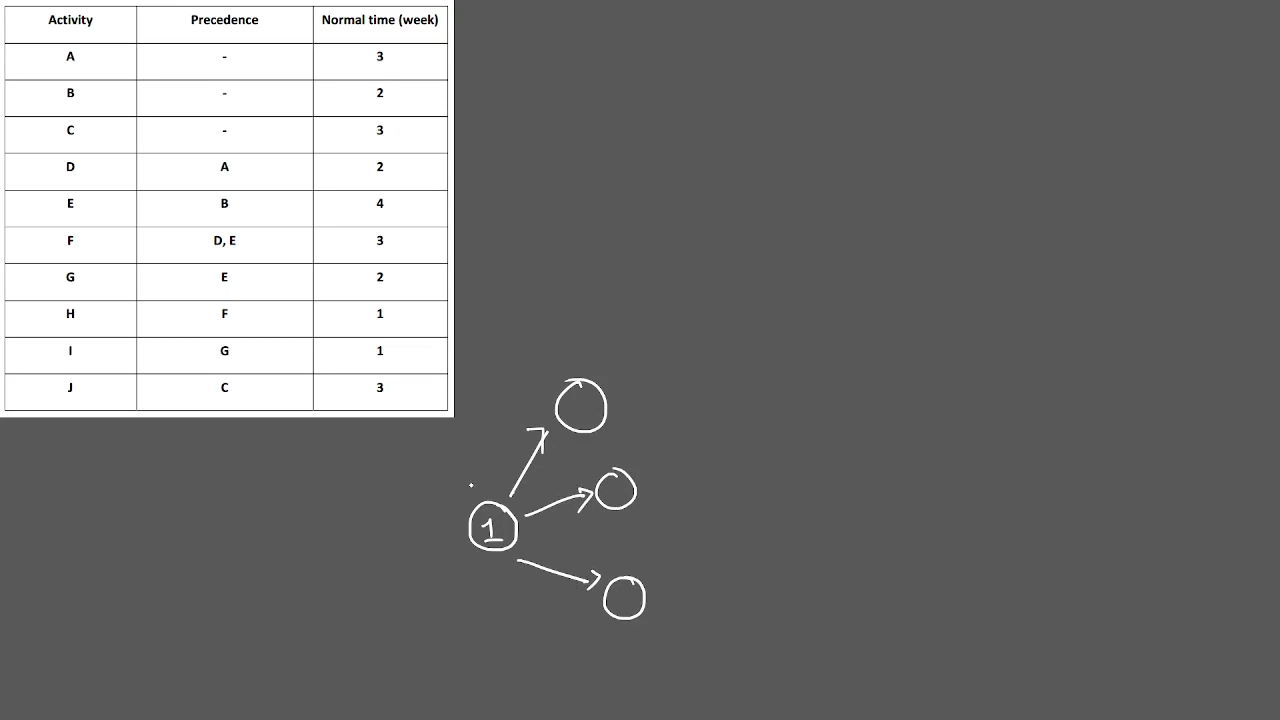 Activity Precedence Normal time (week)
A - 3
B - 2
C - 3
D A 2
E B 4
F D, E 3
G E 2
H F 1
I G 1
J C 3
1